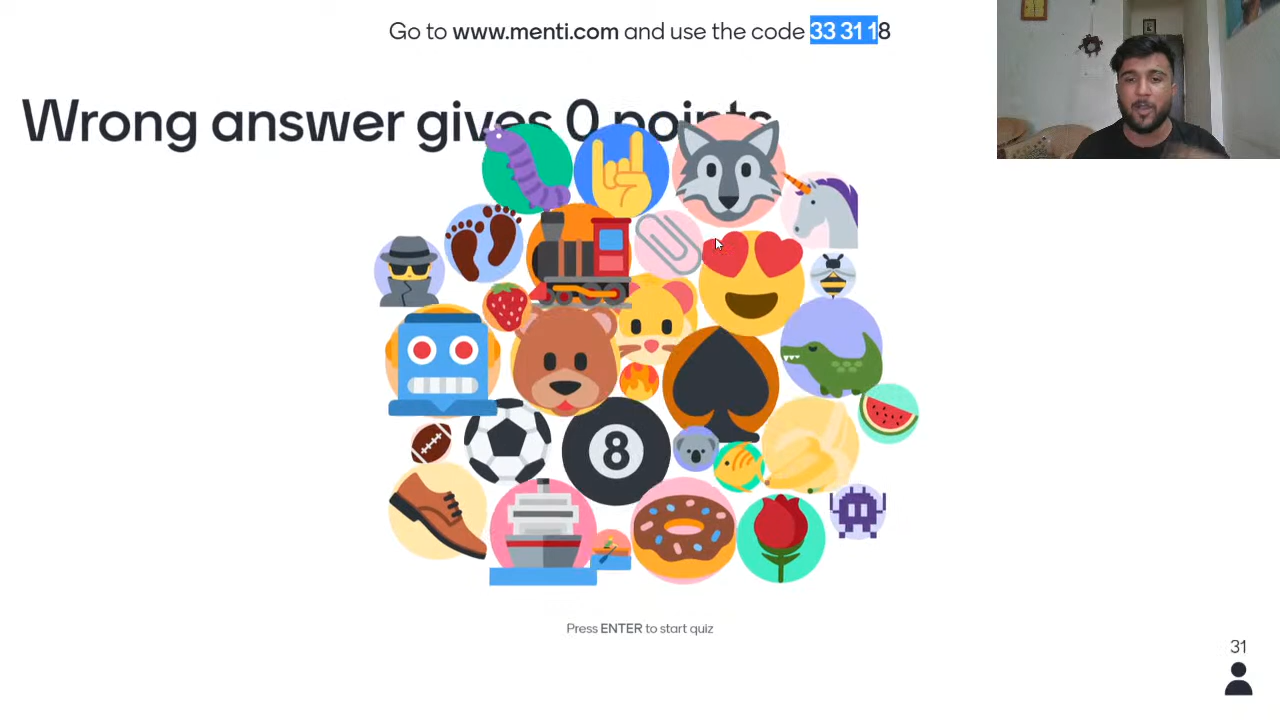 Go to www.menti.com and use the code 33 31 18
Wrong answer gives 0 points
8
Press ENTER to start quiz
31